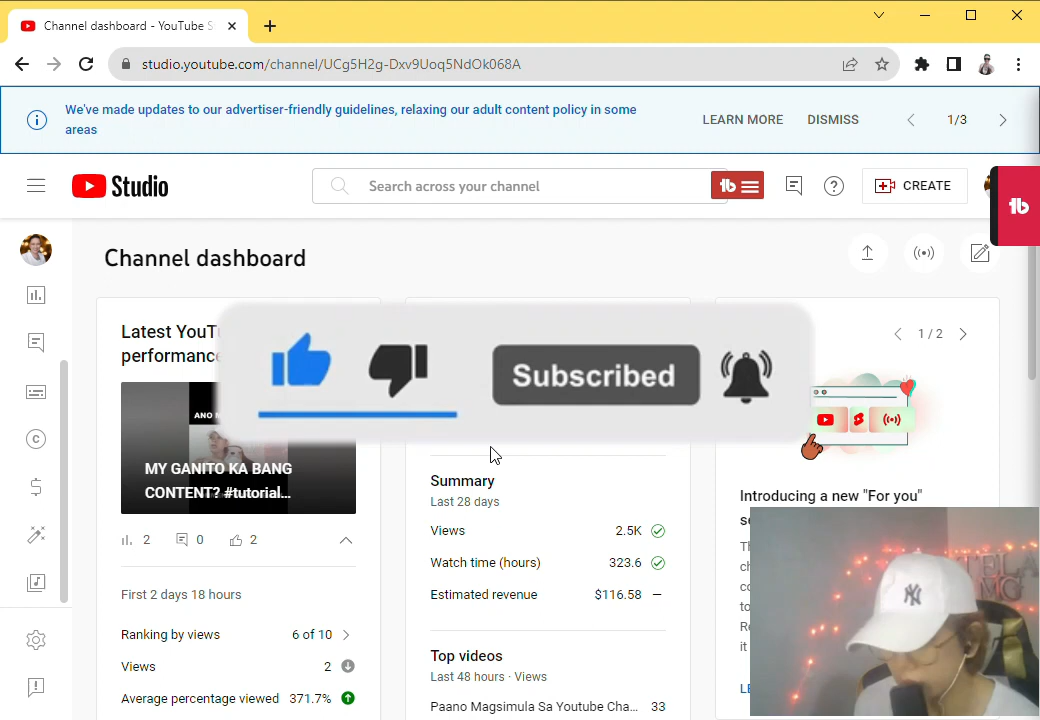 Channel dashboard - YouTube S
studio.youtube.com/channel/UCg5H2g-Dxv9Uoq5NdOk068A
We've made updates to our advertiser-friendly guidelines, relaxing our adult content policy in some
areas
LEARN MORE
DISMISS
1/3
Studio
Search across your channel
tb
CREATE
tb
Channel dashboard
Latest YouTu
performance
1 / 2
Subscribed
ANO M
MY GANITO KA BANG
CONTENT? #tutorial...
2
0
2
First 2 days 18 hours
Ranking by views
6 of 10
Views
2
Average percentage viewed
371.7%
Summary
Last 28 days
Views
2.5K
Watch time (hours)
323.6
Estimated revenue
$116.58
Top videos
Last 48 hours · Views
Paano Magsimula Sa Youtube Cha...
33
Introducing a new "For you"